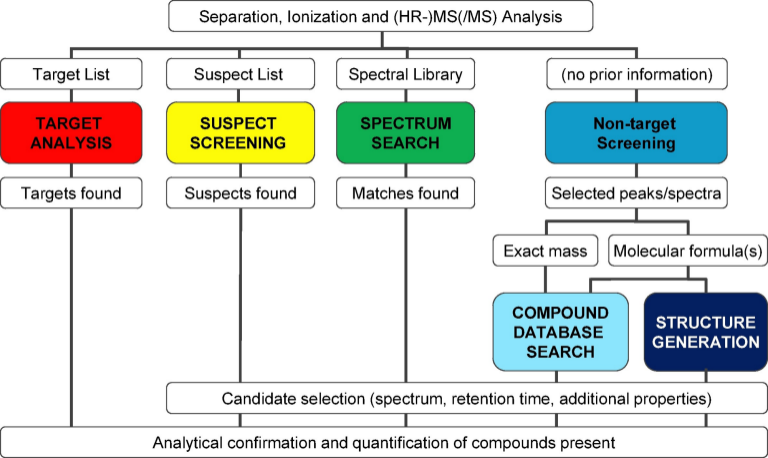 Separation, Ionization and (HR-)MS(/MS) Analysis
Target List
Suspect List
Spectral Library
(no prior information)
TARGET
ANALYSIS
SUSPECT
SCREENING
SPECTRUM
SEARCH
Non-target
Screening
Targets found
Suspects found
Matches found
Selected peaks/spectra
Exact mass
Molecular formula(s)
COMPOUND
DATABASE
SEARCH
STRUCTURE
GENERATION
Candidate selection (spectrum, retention time, additional properties)
Analytical confirmation and quantification of compounds present